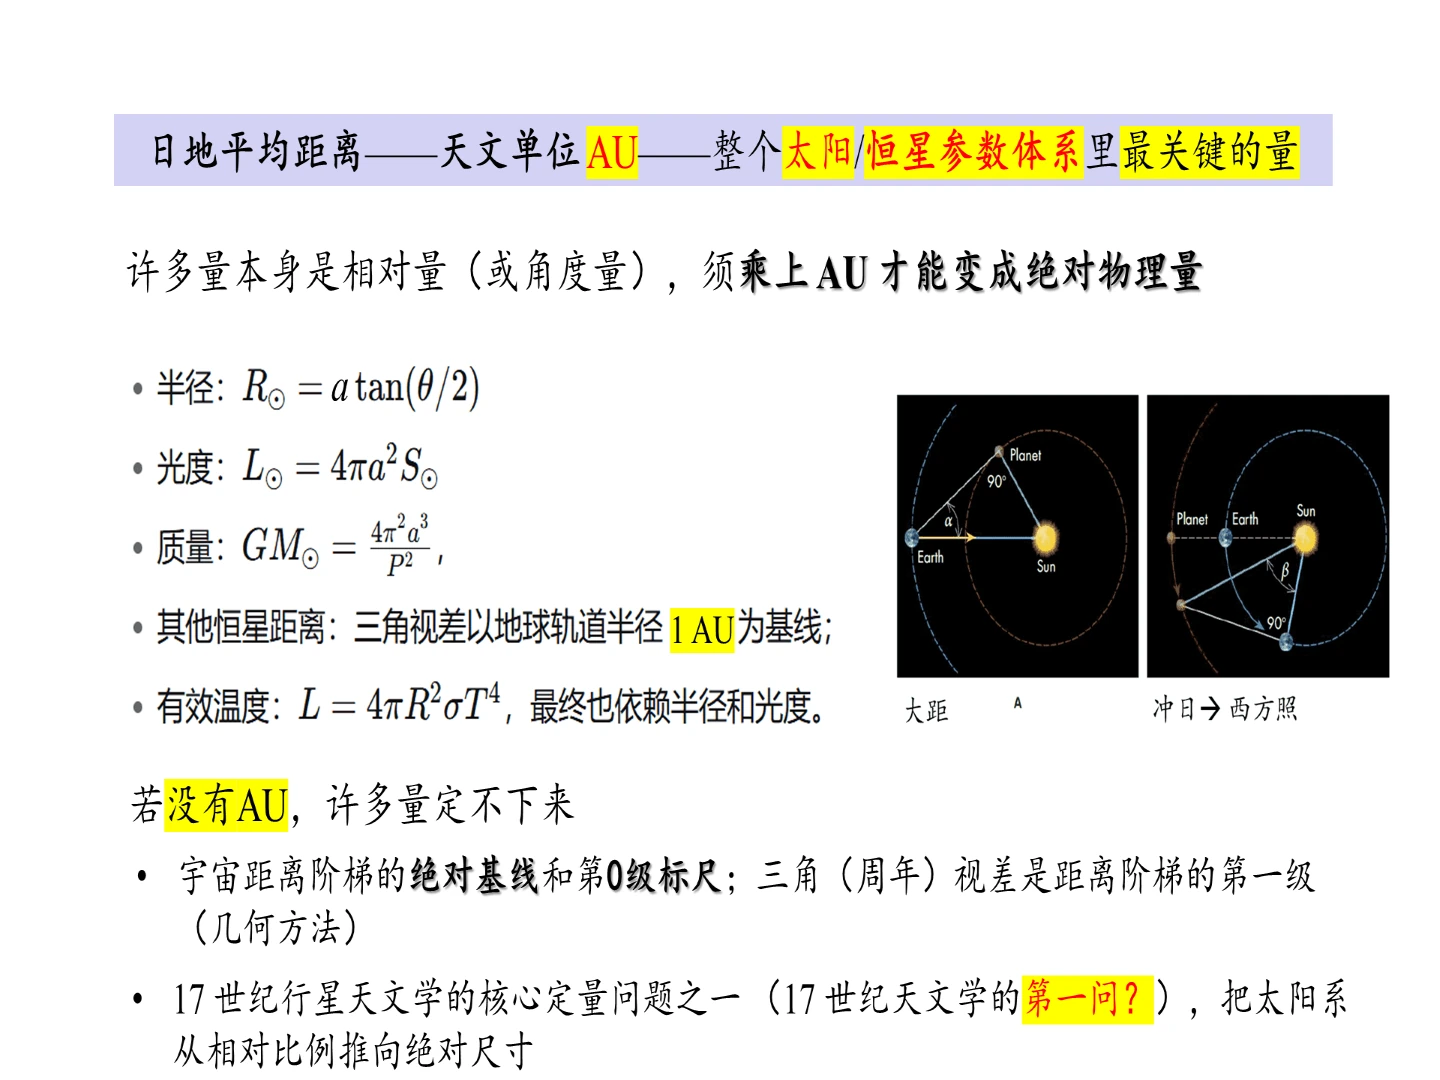 日地平均距离——天文单位 AU——整个太阳/恒星参数体系里最关键的量
许多量本身是相对量（或角度量），须乘上 AU 才能变成绝对物理量
• 半径：R⊙ = a tan(θ/2)
• 光度：L⊙ = 4πa²S⊙
• 质量：GM⊙ = 4π²a³/P²，
• 其他恒星距离：三角视差以地球轨道半径 1 AU 为基线；
• 有效温度：L = 4πR²σT⁴，最终也依赖半径和光度。
Planet
90°
α
Earth
Sun
Planet
Earth
Sun
β
90°
大距
A
冲日→ 西方照
若没有AU，许多量定不下来
• 宇宙距离阶梯的绝对基线和第0级标尺；三角（周年）视差是距离阶梯的第一级
（几何方法）
• 17 世纪行星天文学的核心定量问题之一（17 世纪天文学的第一问？），把太阳系
从相对比例推向绝对尺寸